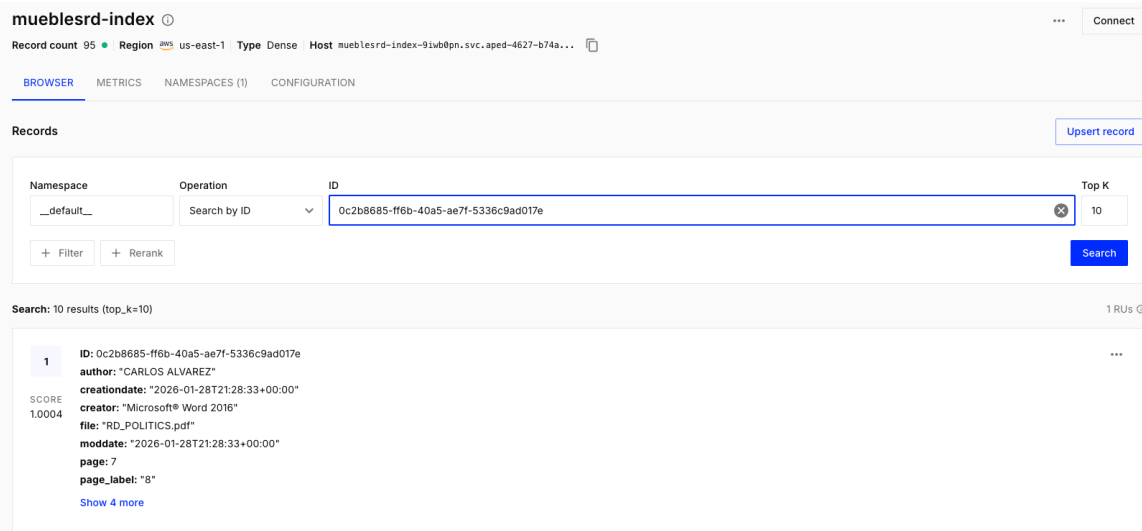 mueblesrd-index
Connect
Record count 95 Region aws us-east-1 Type Dense Host mueblesrd-index-9iwb0pn.svc.aped-4627-b74a...
BROWSER METRICS NAMESPACES (1) CONFIGURATION
Records
Upsert record
Namespace Operation ID Top K
__default__ Search by ID 0c2b8685-ff6b-40a5-ae7f-5336c9ad017e 10
+ Filter + Rerank Search
Search: 10 results (top_k=10) 1 RUs
1 ID: 0c2b8685-ff6b-40a5-ae7f-5336c9ad017e
author: "CARLOS ALVAREZ"
creationdate: "2026-01-28T21:28:33+00:00"
SCORE creator: "Microsoft® Word 2016"
1.0004 file: "RD_POLITICS.pdf"
moddate: "2026-01-28T21:28:33+00:00"
page: 7
page_label: "8"
Show 4 more